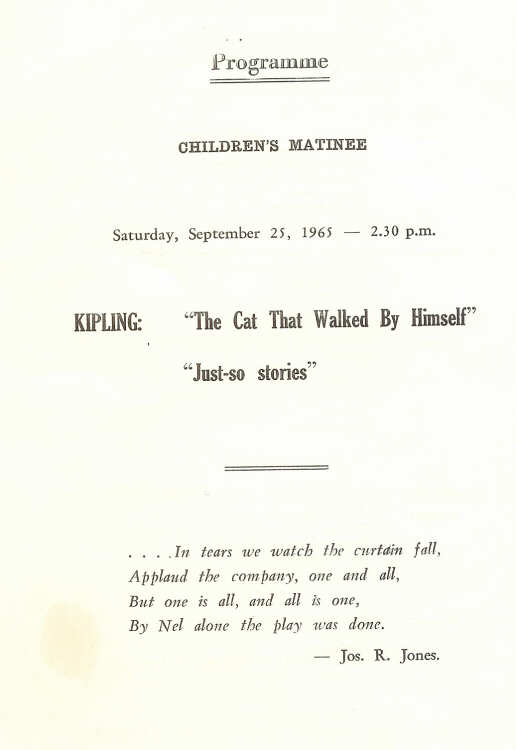 Programme
CHILDREN'S MATINEE
Saturday, September 25, 1965 — 2.30 p.m.
KIPLING: "The Cat That Walked By Himself"
"Just-so stories"
. . . .In tears we watch the curtain fall,
Applaud the company, one and all,
But one is all, and all is one,
By Nel alone the play was done.
— Jos. R. Jones.